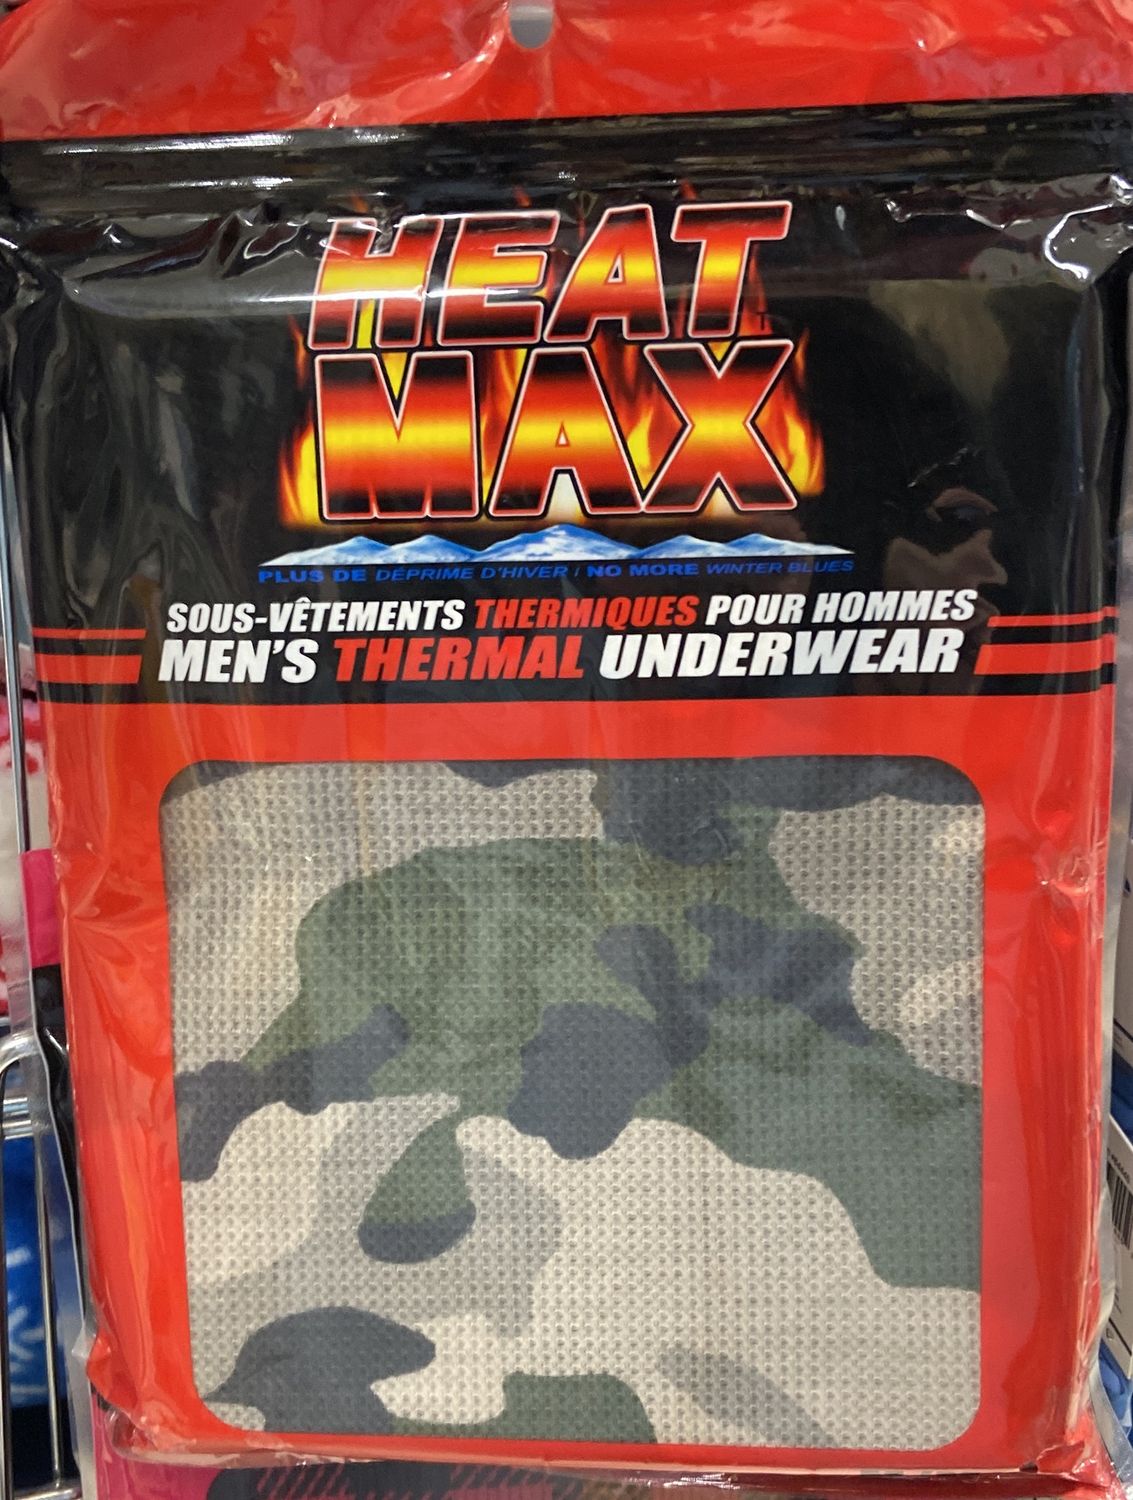 HEAT
MAX
PLUS DE DÉPRIME D'HIVER / NO MORE WINTER BLUES
SOUS-VÊTEMENTS THERMIQUES POUR HOMMES
MEN'S THERMAL UNDERWEAR